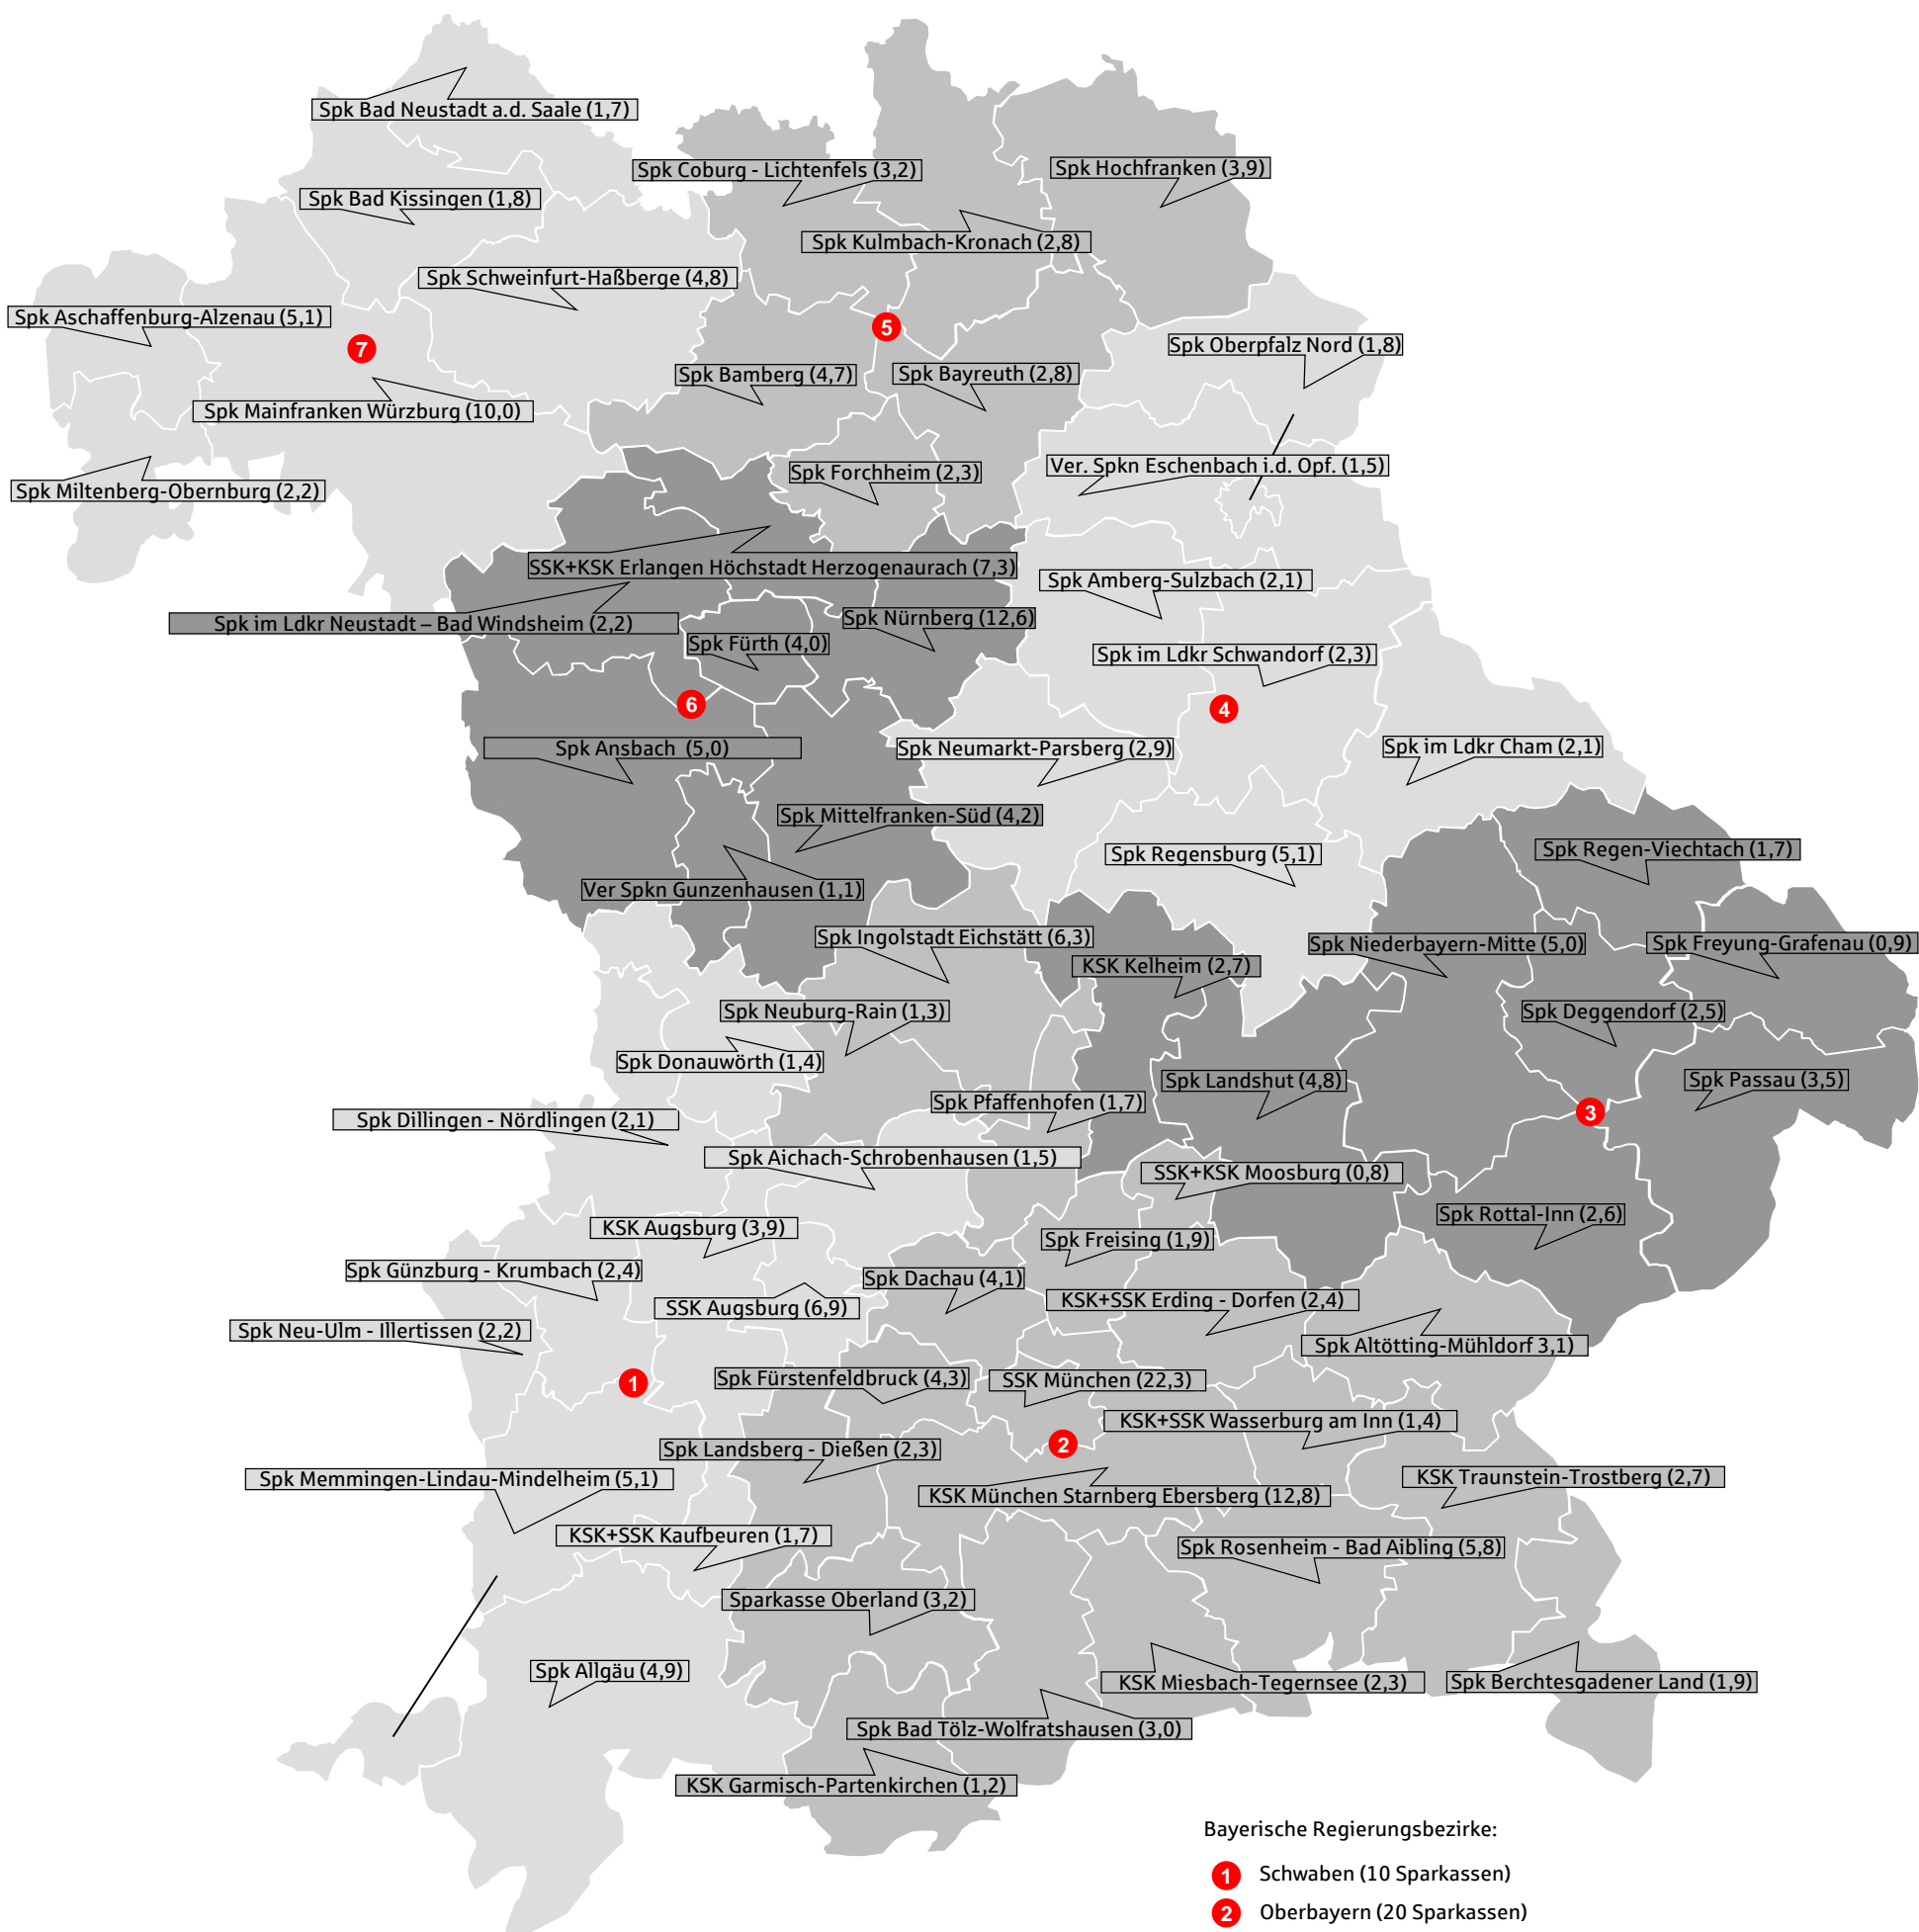 Spk Bad Neustadt a.d. Saale (1,7)
Spk Coburg - Lichtenfels (3,2)
Spk Hochfranken (3,9)
Spk Bad Kissingen (1,8)
Spk Kulmbach-Kronach (2,8)
Spk Schweinfurt-Haßberge (4,8)
Spk Aschaffenburg-Alzenau (5,1)
5
7
Spk Oberpfalz Nord (1,8)
Spk Bamberg (4,7)
Spk Bayreuth (2,8)
Spk Mainfranken Würzburg (10,0)
Ver. Spkn Eschenbach i.d. Opf. (1,5)
Spk Forchheim (2,3)
Spk Miltenberg-Obernburg (2,2)
SSK+KSK Erlangen Höchstadt Herzogenaurach (7,3)
Spk Amberg-Sulzbach (2,1)
Spk im Ldkr Neustadt – Bad Windsheim (2,2)
Spk Nürnberg (12,6)
Spk Fürth (4,0)
Spk im Ldkr Schwandorf (2,3)
6
4
Spk Ansbach (5,0)
Spk Neumarkt-Parsberg (2,9)
Spk im Ldkr Cham (2,1)
Spk Mittelfranken-Süd (4,2)
Spk Regensburg (5,1)
Spk Regen-Viechtach (1,7)
Ver Spkn Gunzenhausen (1,1)
Spk Ingolstadt Eichstätt (6,3)
Spk Niederbayern-Mitte (5,0)
Spk Freyung-Grafenau (0,9)
KSK Kelheim (2,7)
Spk Neuburg-Rain (1,3)
Spk Deggendorf (2,5)
Spk Donauwörth (1,4)
Spk Landshut (4,8)
Spk Passau (3,5)
Spk Pfaffenhofen (1,7)
3
Spk Dillingen - Nördlingen (2,1)
Spk Aichach-Schrobenhausen (1,5)
SSK+KSK Moosburg (0,8)
Spk Rottal-Inn (2,6)
KSK Augsburg (3,9)
Spk Freising (1,9)
Spk Günzburg - Krumbach (2,4)
Spk Dachau (4,1)
SSK Augsburg (6,9)
KSK+SSK Erding - Dorfen (2,4)
Spk Neu-Ulm - Illertissen (2,2)
Spk Altötting-Mühldorf 3,1)
1
Spk Fürstenfeldbruck (4,3)
SSK München (22,3)
KSK+SSK Wasserburg am Inn (1,4)
2
Spk Landsberg - Dießen (2,3)
Spk Memmingen-Lindau-Mindelheim (5,1)
KSK Traunstein-Trostberg (2,7)
KSK München Starnberg Ebersberg (12,8)
KSK+SSK Kaufbeuren (1,7)
Spk Rosenheim - Bad Aibling (5,8)
Sparkasse Oberland (3,2)
Spk Allgäu (4,9)
KSK Miesbach-Tegernsee (2,3)
Spk Berchtesgadener Land (1,9)
Spk Bad Tölz-Wolfratshausen (3,0)
KSK Garmisch-Partenkirchen (1,2)
Bayerische Regierungsbezirke:
1 Schwaben (10 Sparkassen)
2 Oberbayern (20 Sparkassen)